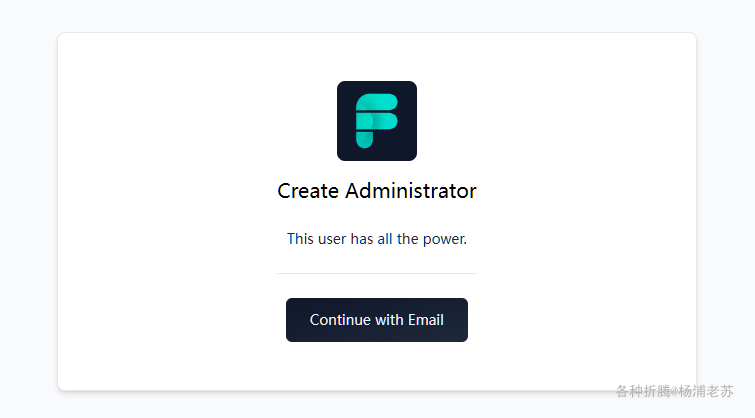 Create Administrator
This user has all the power.
Continue with Email
各种折腾@杨浦老苏